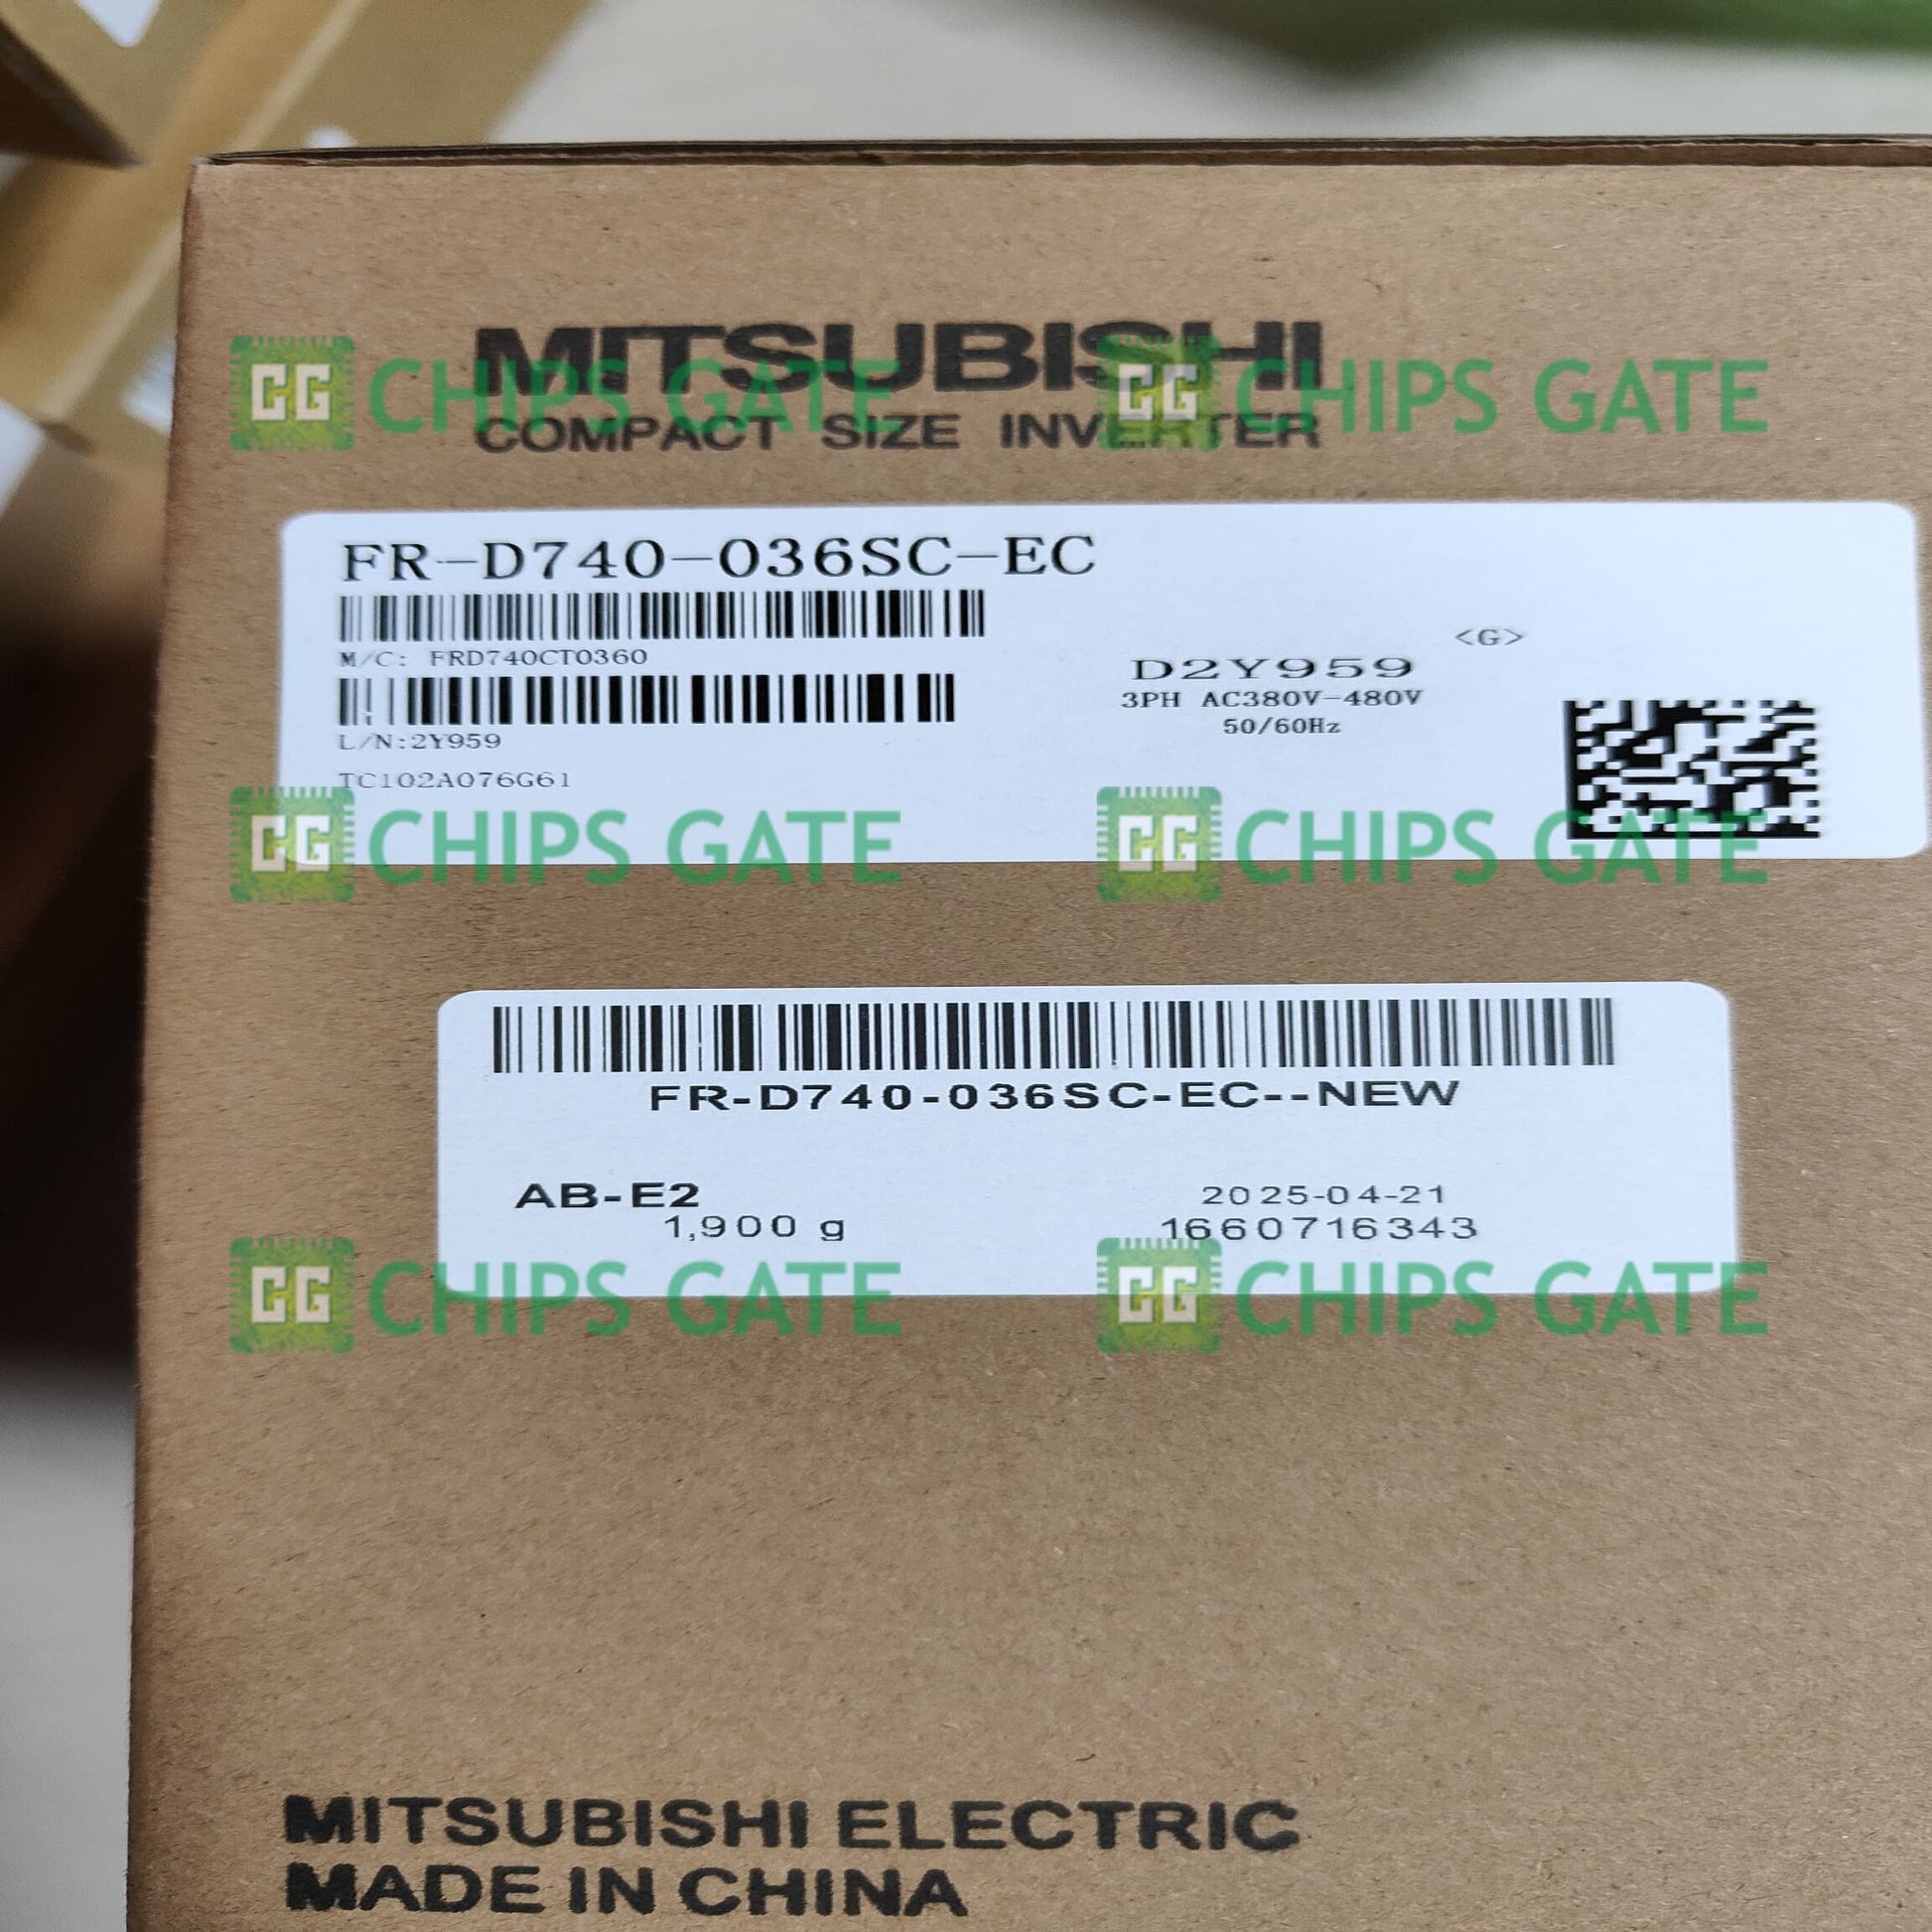 MITSUBISHI
CG CHIPS GATE CG CHIPS GATE
COMPACT SIZE INVERTER
FR-D740-036SC-EC
M/C: FRD740CT0360
<G>
D2Y959
3PH AC380V-480V
50/60Hz
L/N:2Y959
TC102A076G61
CG CHIPS GATE CG CHIPS GATE
FR-D740-036SC-EC--NEW
AB-E2
1,900 g
2025-04-21
1660716343
CG CHIPS GATE CG CHIPS GATE
MITSUBISHI ELECTRIC
MADE IN CHINA